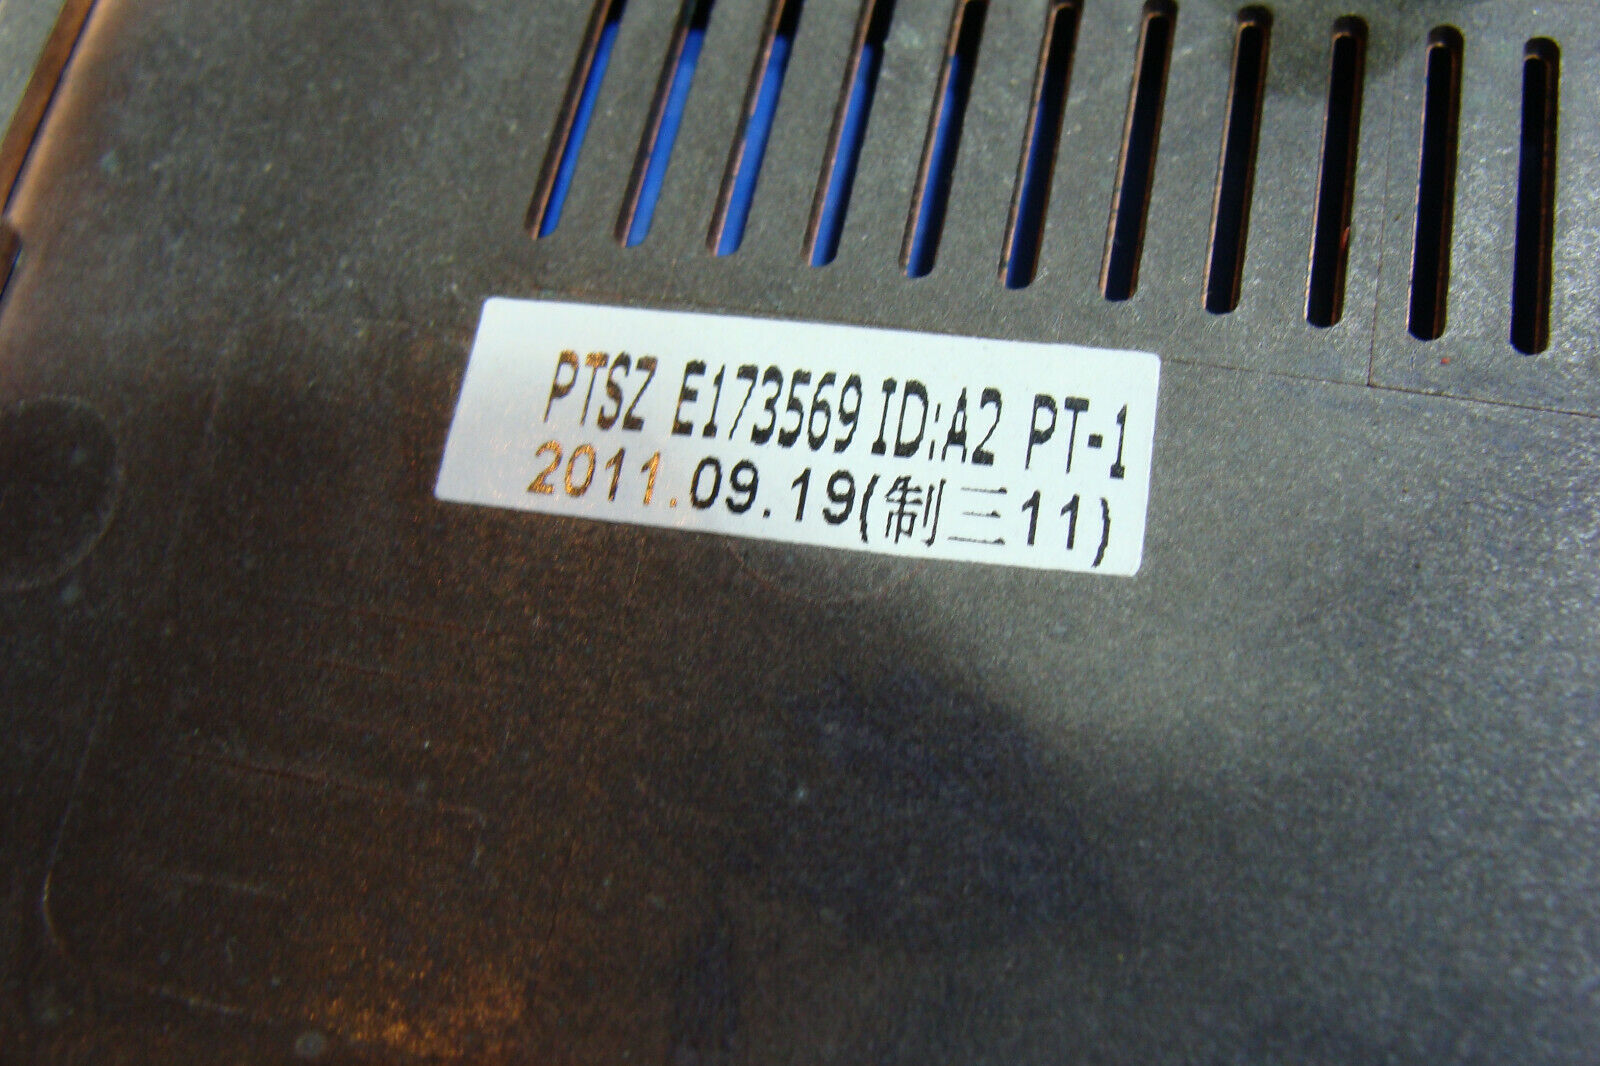 PTSZ E173569 ID:A2 PT-1
2011.09.19(制三11)